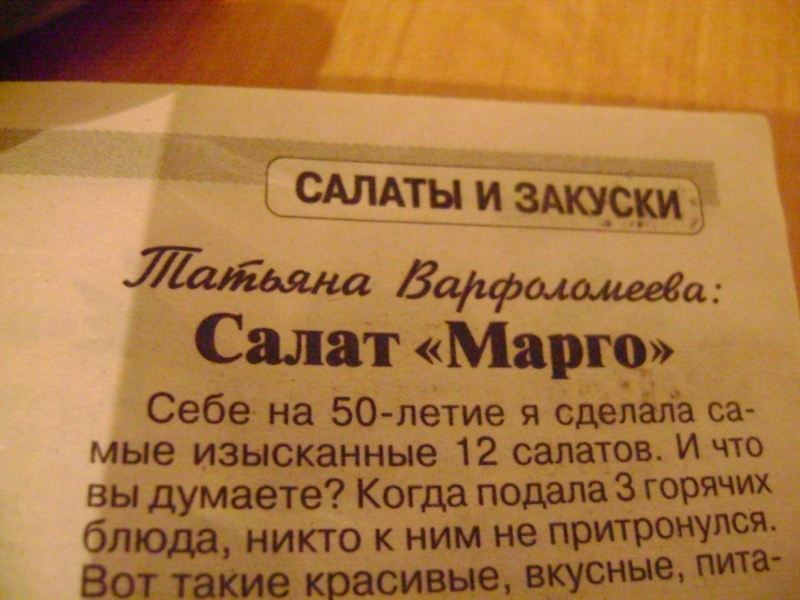 САЛАТЫ И ЗАКУСКИ
Татьяна Варфоломеева:
Салат «Марго»
Себе на 50-летие я сделала са-
мые изысканные 12 салатов. И что
вы думаете? Когда подала 3 горячих
блюда, никто к ним не притронулся.
Вот такие красивые, вкусные, пита-